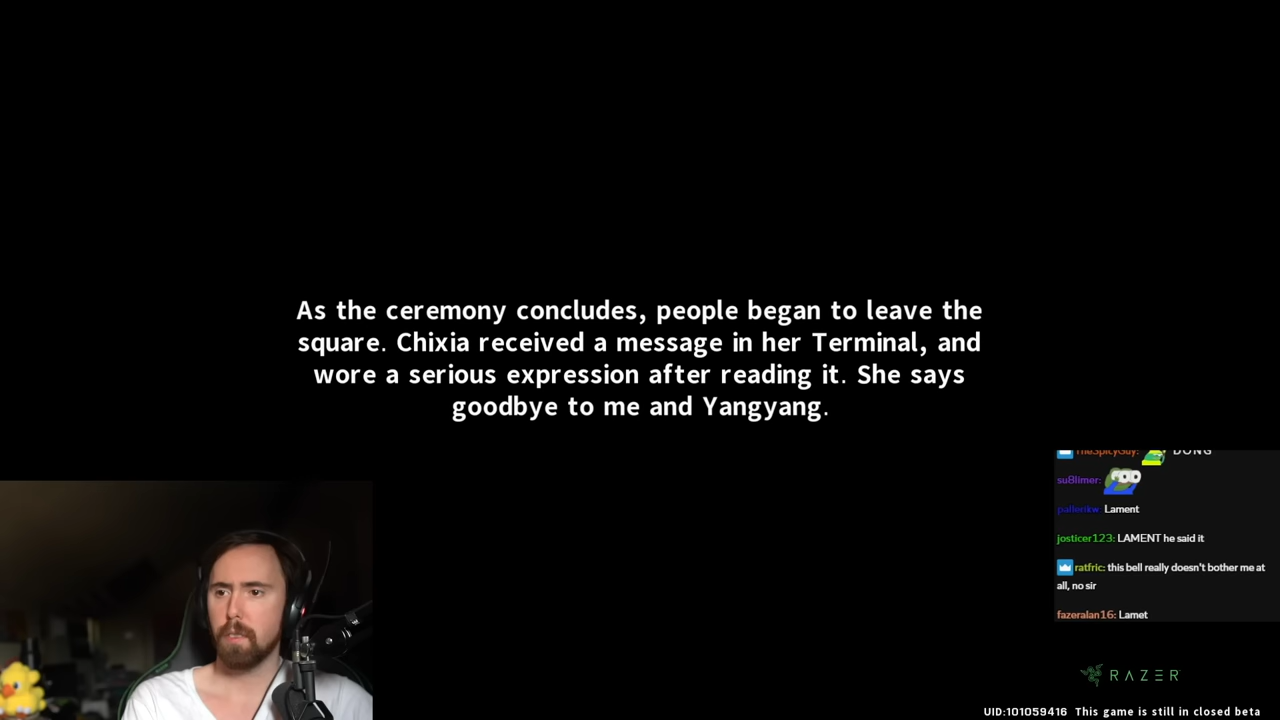 As the ceremony concludes, people began to leave the
square. Chixia received a message in her Terminal, and
wore a serious expression after reading it. She says
goodbye to me and Yangyang.
TheSpicyGuy: DONG
su8limer:
pallerikw: Lament
josticer123: LAMENT he said it
ratfric: this bell really doesn't bother me at
all, no sir
fazeralan16: Lamet
RAZER
UID:101059416 This game is still in closed beta